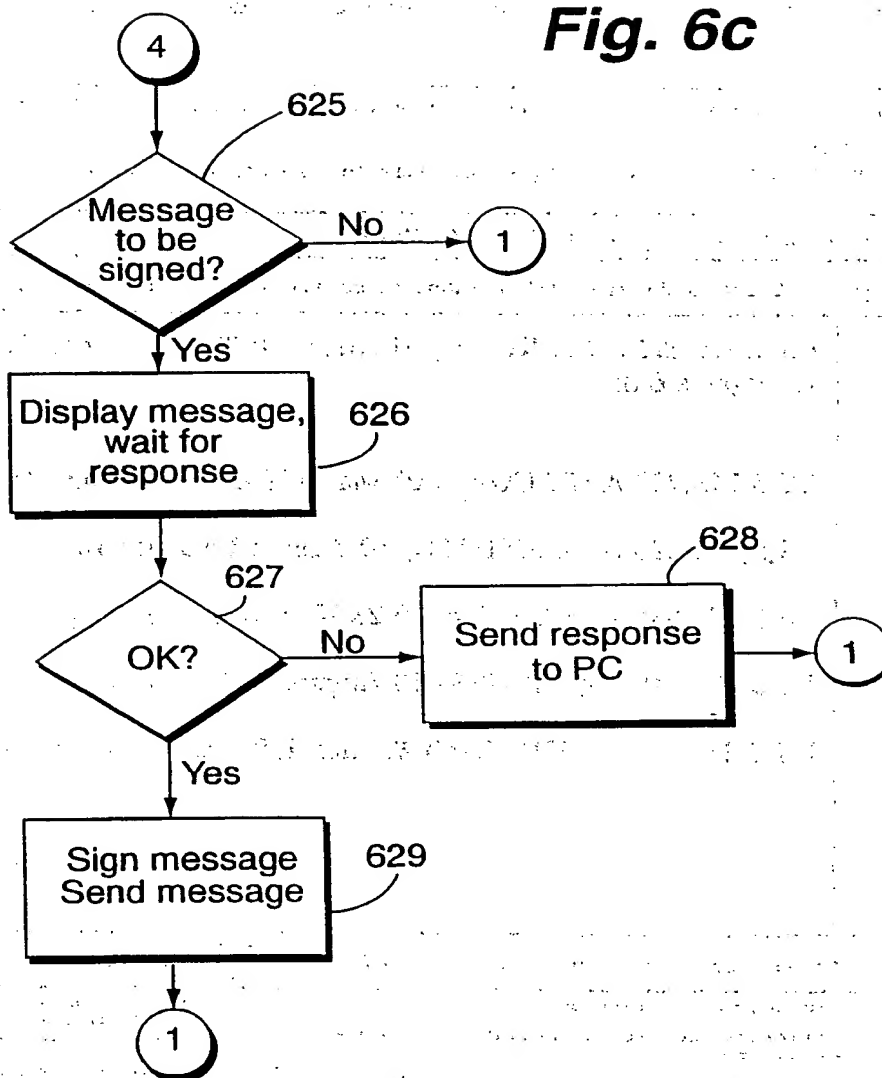 Fig. 6c
4
625
Message
to be
signed?
No
1
Yes
Display message,
wait for
response
626
627
OK?
No
628
Send response
to PC
1
Yes
Sign message
Send message
629
1